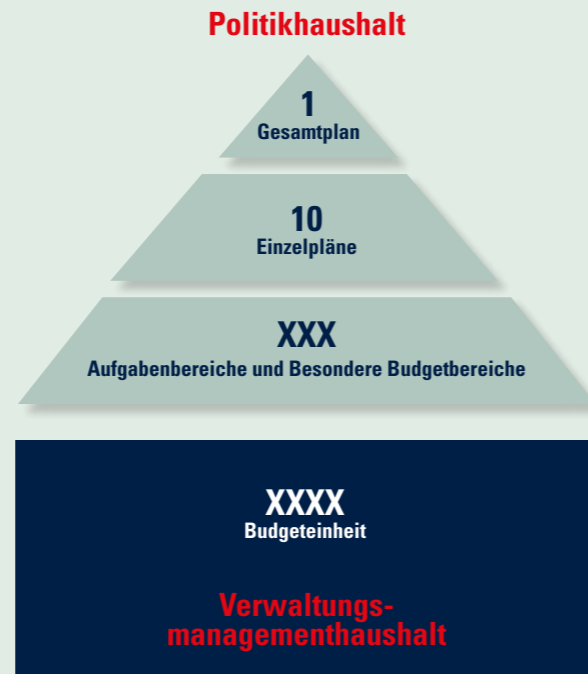 Politikhaushalt
1
Gesamtplan
10
Einzelpläne
XXX
Aufgabenbereiche und Besondere Budgetbereiche
XXXX
Budgeteinheit
Verwaltungs-
managementhaushalt